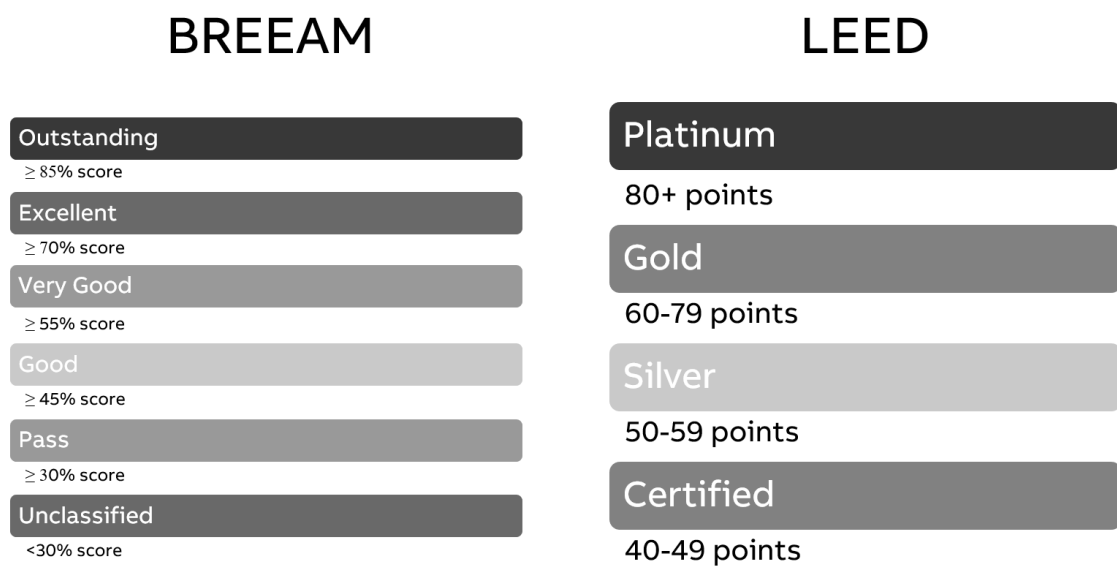 BREEAM
Outstanding
≥ 85% score
Excellent
≥ 70% score
Very Good
≥ 55% score
Good
≥ 45% score
Pass
≥ 30% score
Unclassified
<30% score
LEED
Platinum
80+ points
Gold
60-79 points
Silver
50-59 points
Certified
40-49 points